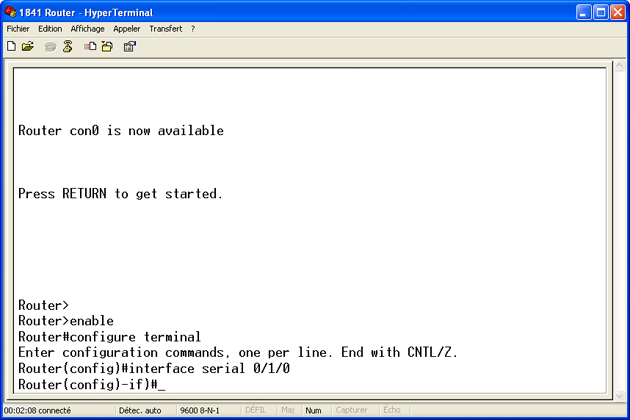 1841 Router - HyperTerminal
Fichier Edition Affichage Appeler Transfert ?
Router con0 is now available
Press RETURN to get started.
Router>
Router>enable
Router#configure terminal
Enter configuration commands, one per line. End with CNTL/Z.
Router(config)#interface serial 0/1/0
Router(config)-if)#_
00:02:08 connecté Détec. auto 9600 8-N-1 DÉFIL Maj Num Capturer Écho